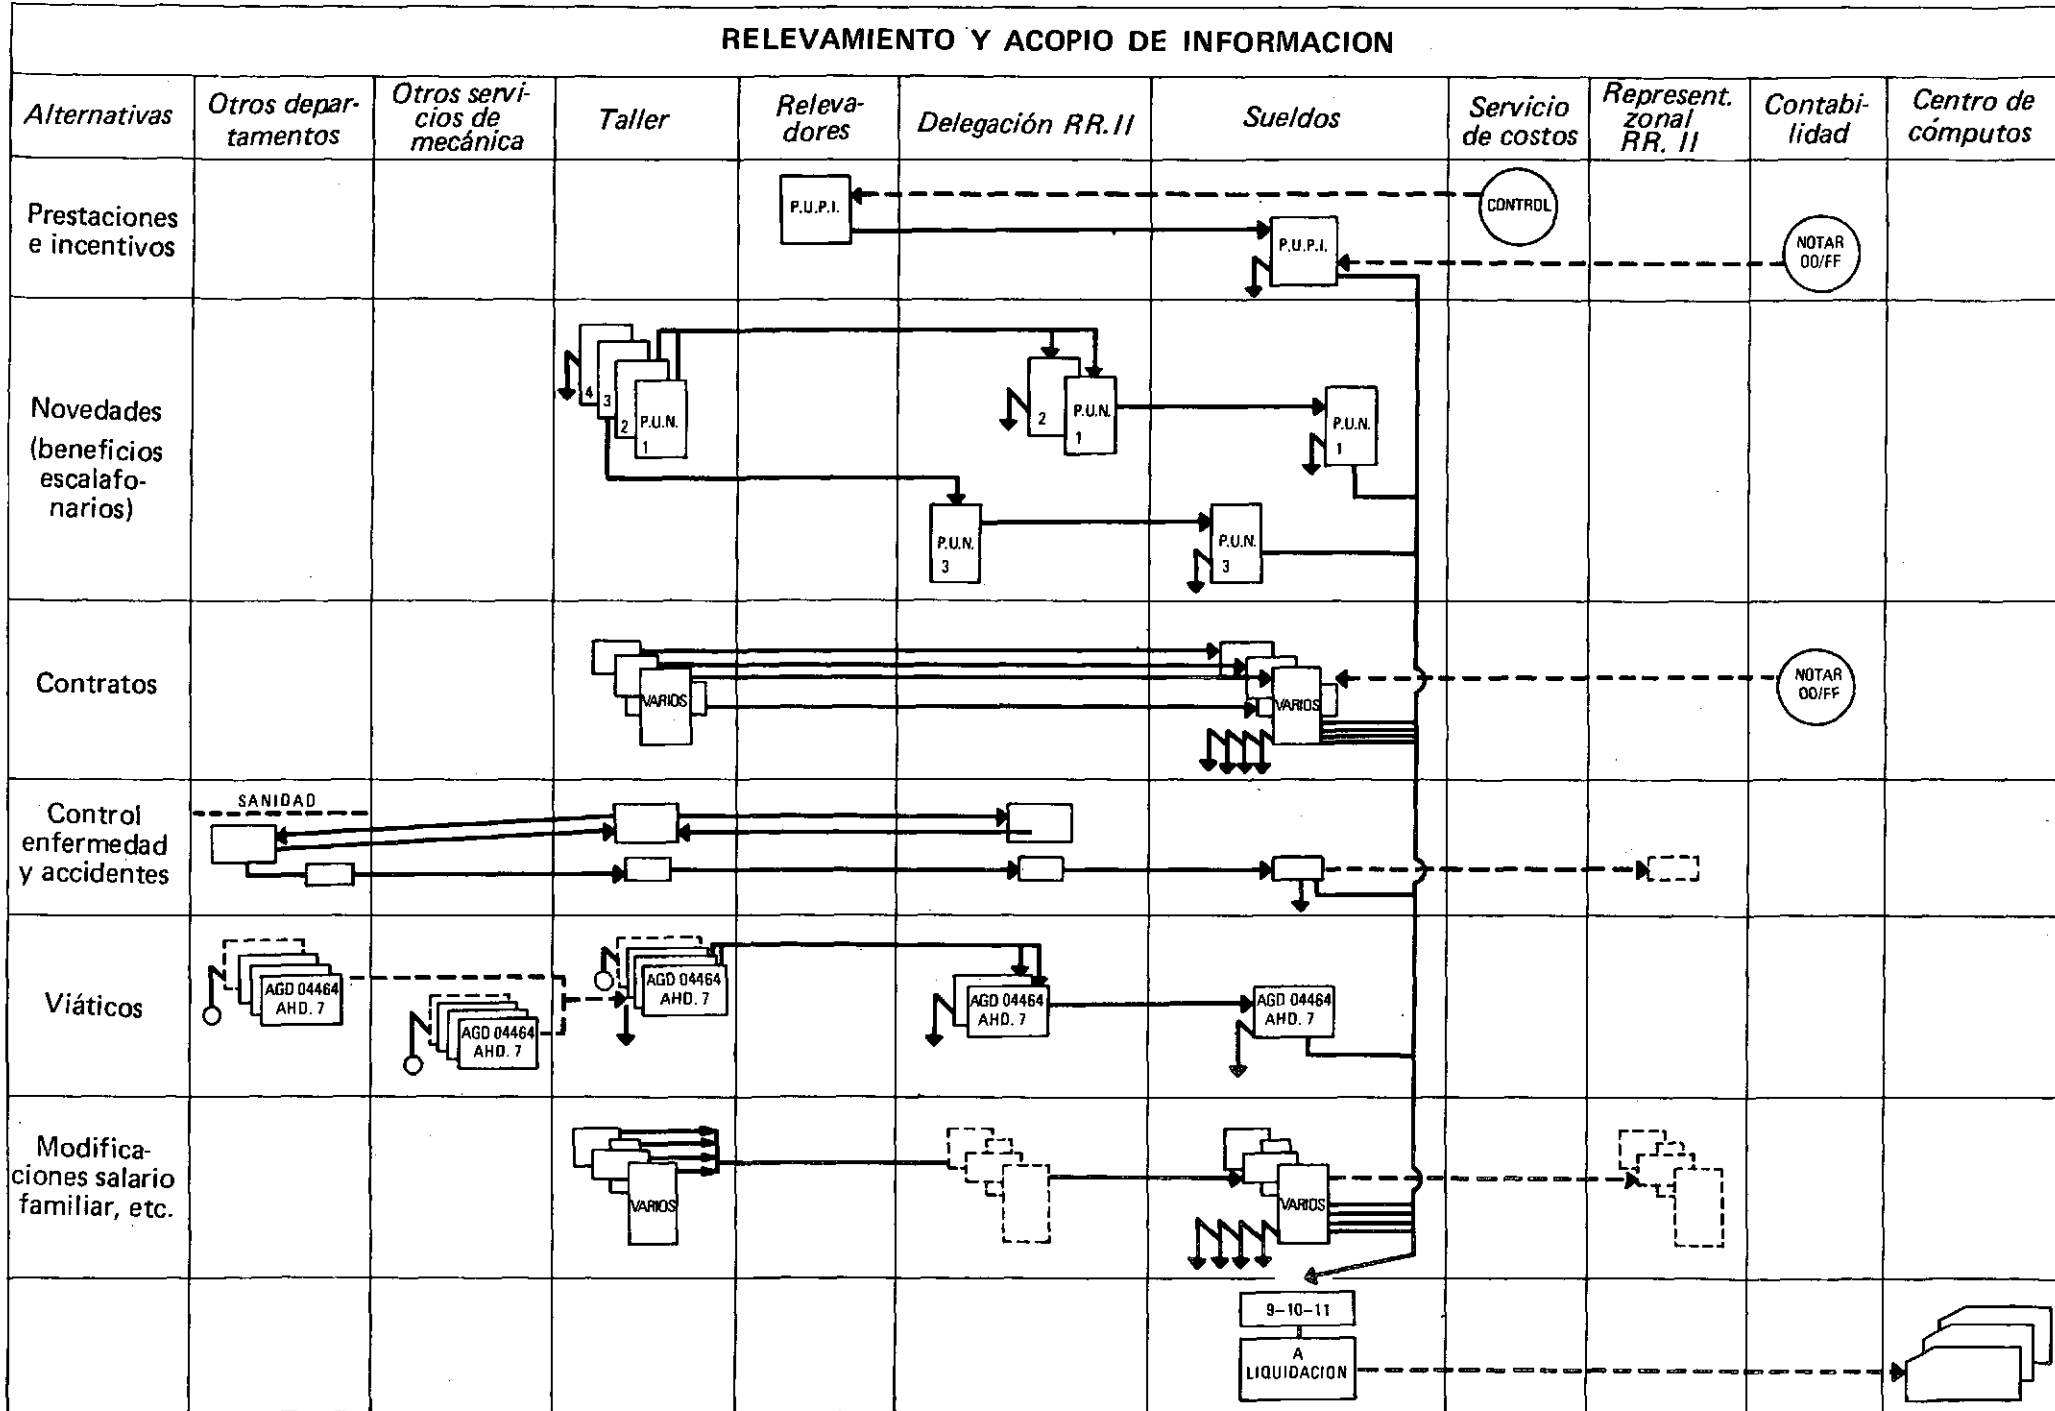 RELEVAMIENTO Y ACOPIO DE INFORMACION
Alternativas
Otros depar-
tamentos
Otros servi-
cios de
mecánica
Taller
Releva-
dores
Delegación RR.II
Sueldos
Servicio
de costos
Represent.
zonal
RR. II
Contabi-
lidad
Centro de
cómputos
Prestaciones
e incentivos
P.U.P.I.
P.U.P.I.
CONTROL
NOTAR
00/FF
Novedades
(beneficios
escalafo-
narios)
4
3
2
P.U.N.
1
2
P.U.N.
1
P.U.N.
1
P.U.N.
3
P.U.N.
3
Contratos
VARIOS
VARIOS
NOTAR
00/FF
Control
enfermedad
y accidentes
SANIDAD
Viáticos
AGD 04464
AHD. 7
AGD 04464
AHD. 7
AGD 04464
AHD. 7
AGD 04464
AHD. 7
AGD 04464
AHD. 7
Modifica-
ciones salario
familiar, etc.
VARIOS
VARIOS
9-10-11
A
LIQUIDACION